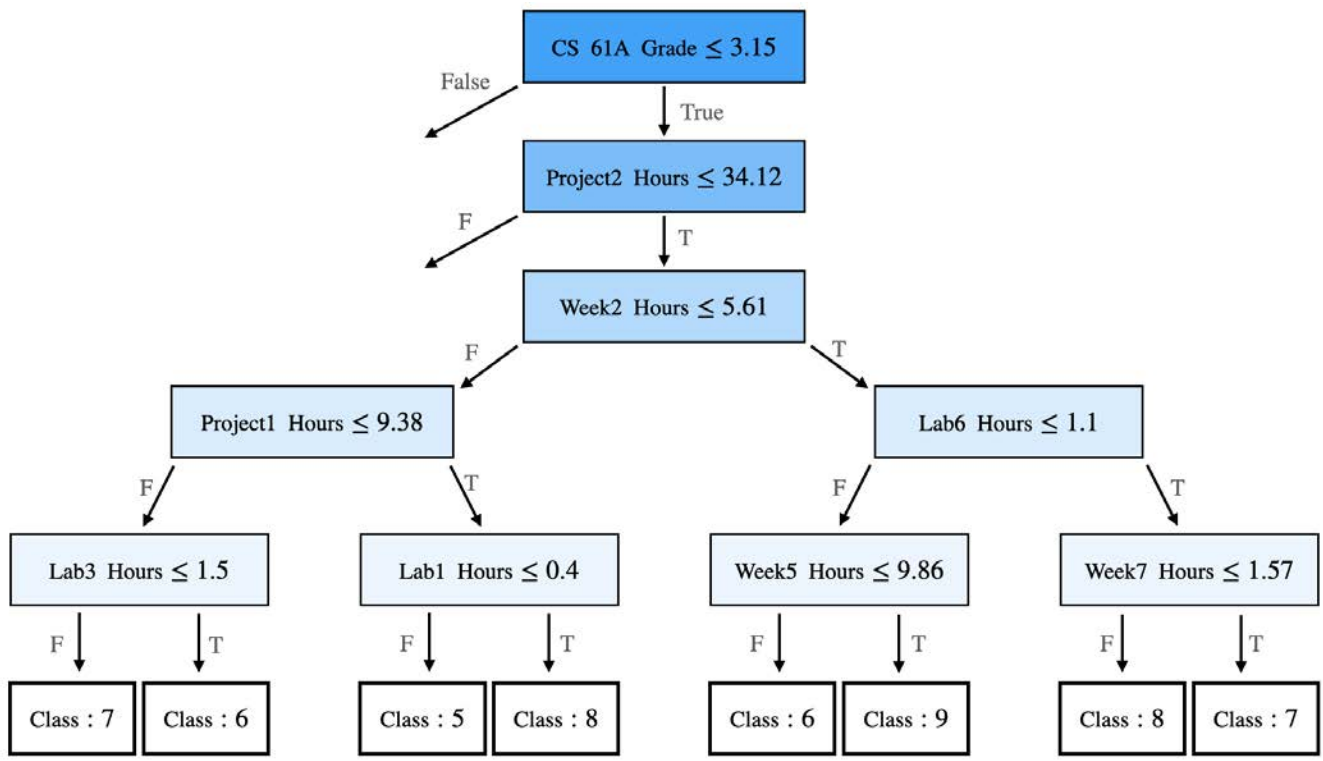 CS 61A Grade ≤ 3.15
False
True
Project2 Hours ≤ 34.12
F
T
Week2 Hours ≤ 5.61
F
T
Project1 Hours ≤ 9.38
Lab6 Hours ≤ 1.1
F
T
F
T
Lab3 Hours ≤ 1.5
Lab1 Hours ≤ 0.4
Week5 Hours ≤ 9.86
Week7 Hours ≤ 1.57
F
T
F
T
F
T
F
T
Class : 7
Class : 6
Class : 5
Class : 8
Class : 6
Class : 9
Class : 8
Class : 7